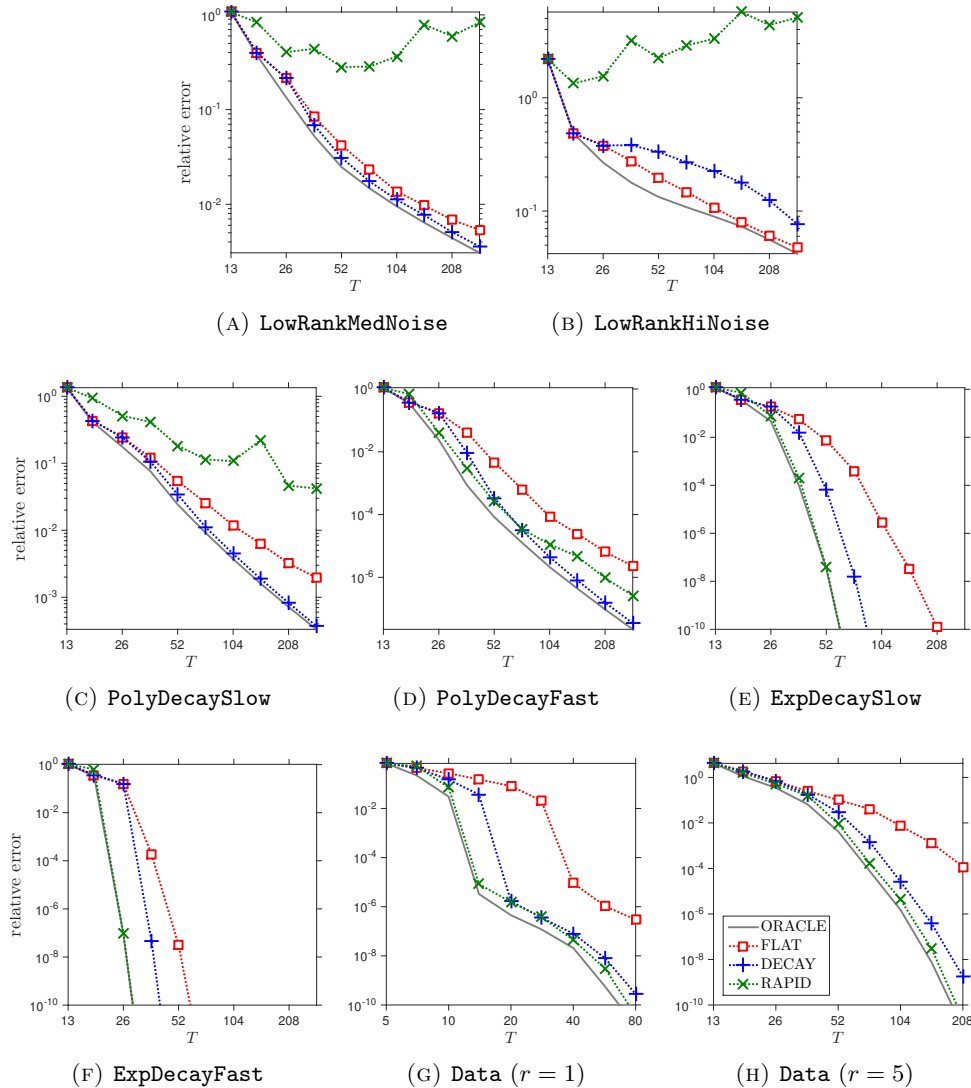 10^0
10^-1
10^-2
relative error
13 26 52 104 208
T
(A) LowRankMedNoise
10^0
10^-1
13 26 52 104 208
T
(B) LowRankHiNoise
10^0
10^-1
10^-2
10^-3
relative error
13 26 52 104 208
T
(C) PolyDecaySlow
10^0
10^-2
10^-4
10^-6
13 26 52 104 208
T
(D) PolyDecayFast
10^0
10^-2
10^-4
10^-6
10^-8
10^-10
13 26 52 104 208
T
(E) ExpDecaySlow
10^0
10^-2
10^-4
10^-6
10^-8
10^-10
relative error
13 26 52 104 208
T
(F) ExpDecayFast
10^-2
10^-4
10^-6
10^-8
10^-10
5 10 20 40 80
T
(G) Data (r = 1)
10^0
10^-2
10^-4
10^-6
10^-8
10^-10
ORACLE
FLAT
DECAY
RAPID
13 26 52 104 208
T
(H) Data (r = 5)